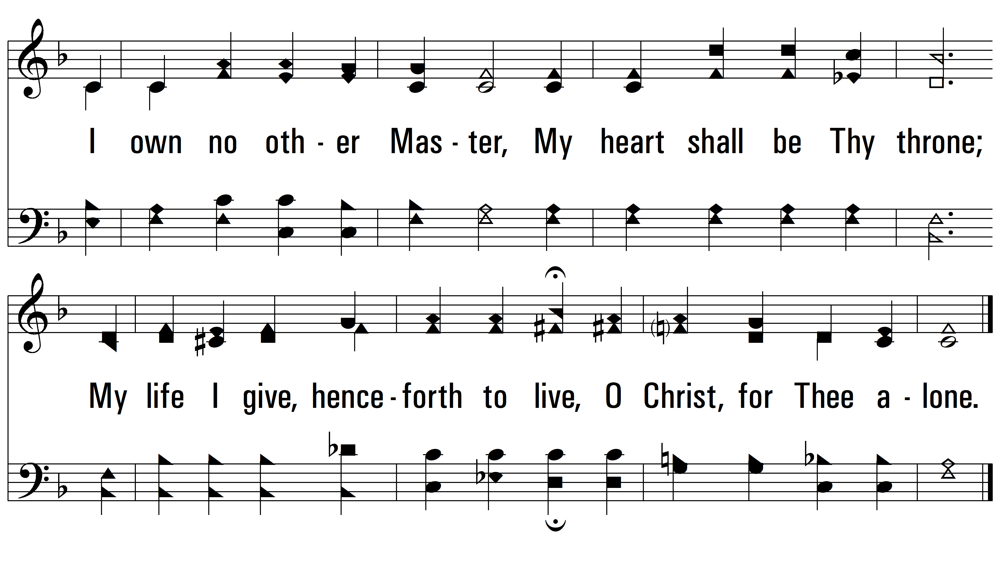 I own no oth - er Mas - ter, My heart shall be Thy throne;
My life I give, hence - forth to live, O Christ, for Thee a - lone.